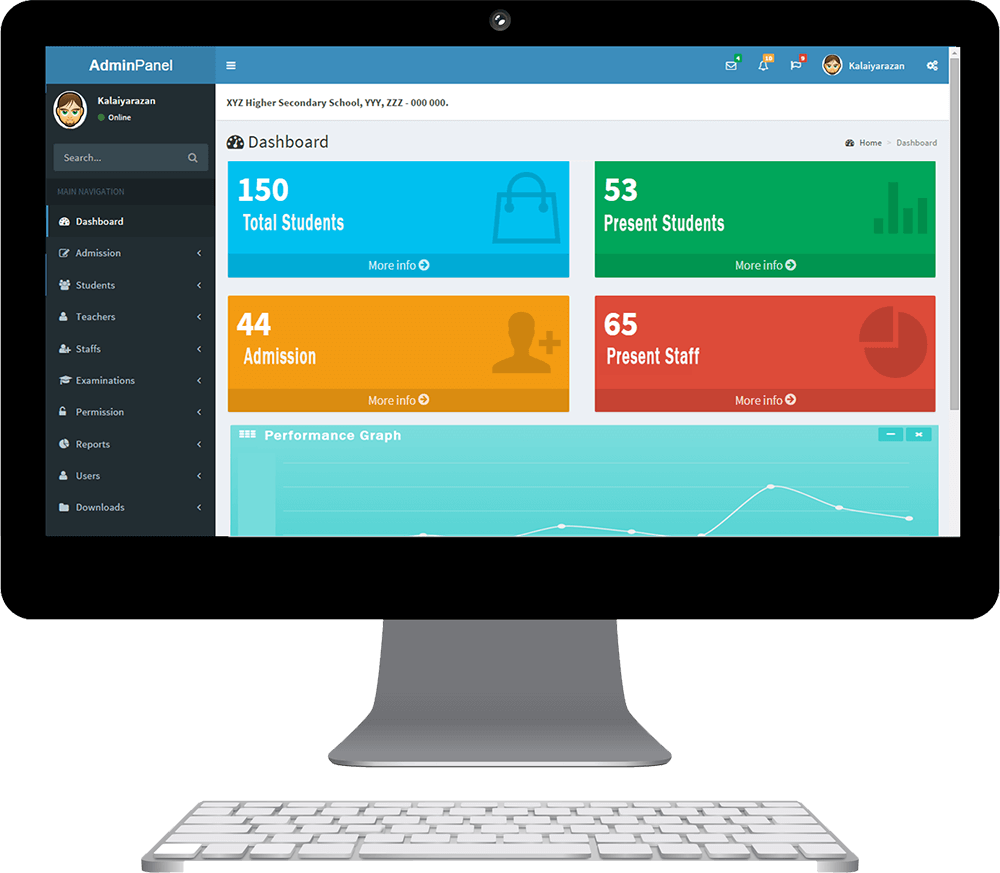 AdminPanel
4
10
9
Kalaiyarazan
Kalaiyarazan
Online
XYZ Higher Secondary School, YYY, ZZZ - 000 000.
Search...
Dashboard
Home > Dashboard
MAIN NAVIGATION
Dashboard
Admission
Students
Teachers
Staffs
Examinations
Permission
Reports
Users
Downloads
150
Total Students
More info
53
Present Students
More info
44
Admission
More info
65
Present Staff
More info
Performance Graph